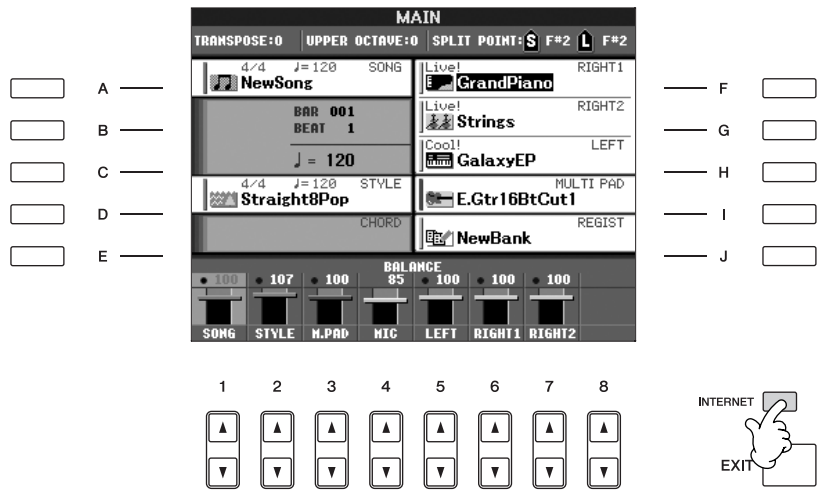 MAIN
TRANSPOSE:0 UPPER OCTAVE:0 SPLIT POINT: S F#2 L F#2
4/4 ♩=120 SONG
NewSong
BAR 001
BEAT 1
♩= 120
4/4 ♩=120 STYLE
Straight8Pop
CHORD
Live! RIGHT1
GrandPiano
Live! RIGHT2
Strings
Cool! LEFT
GalaxyEP
MULTI PAD
E.Gtr16BtCut1
REGIST
NewBank
A
B
C
D
E
F
G
H
I
J
BALANCE
100 107 100 85 100 100 100
SONG STYLE M.PAD MIC LEFT RIGHT1 RIGHT2
1 2 3 4 5 6 7 8
INTERNET
EXIT